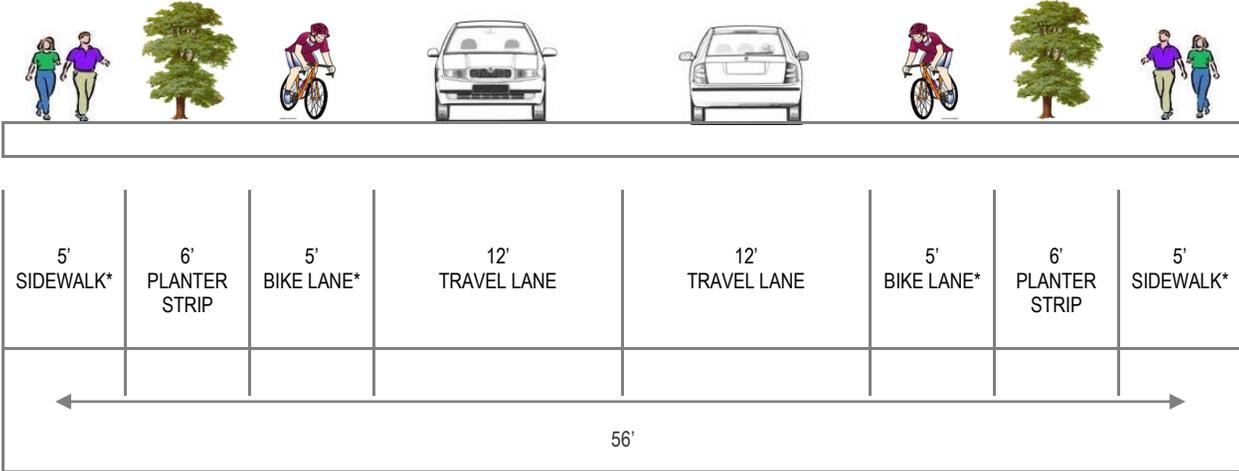 5’
SIDEWALK*
6’
PLANTER
STRIP
5’
BIKE LANE*
12’
TRAVEL LANE
12’
TRAVEL LANE
5’
BIKE LANE*
6’
PLANTER
STRIP
5’
SIDEWALK*
56’